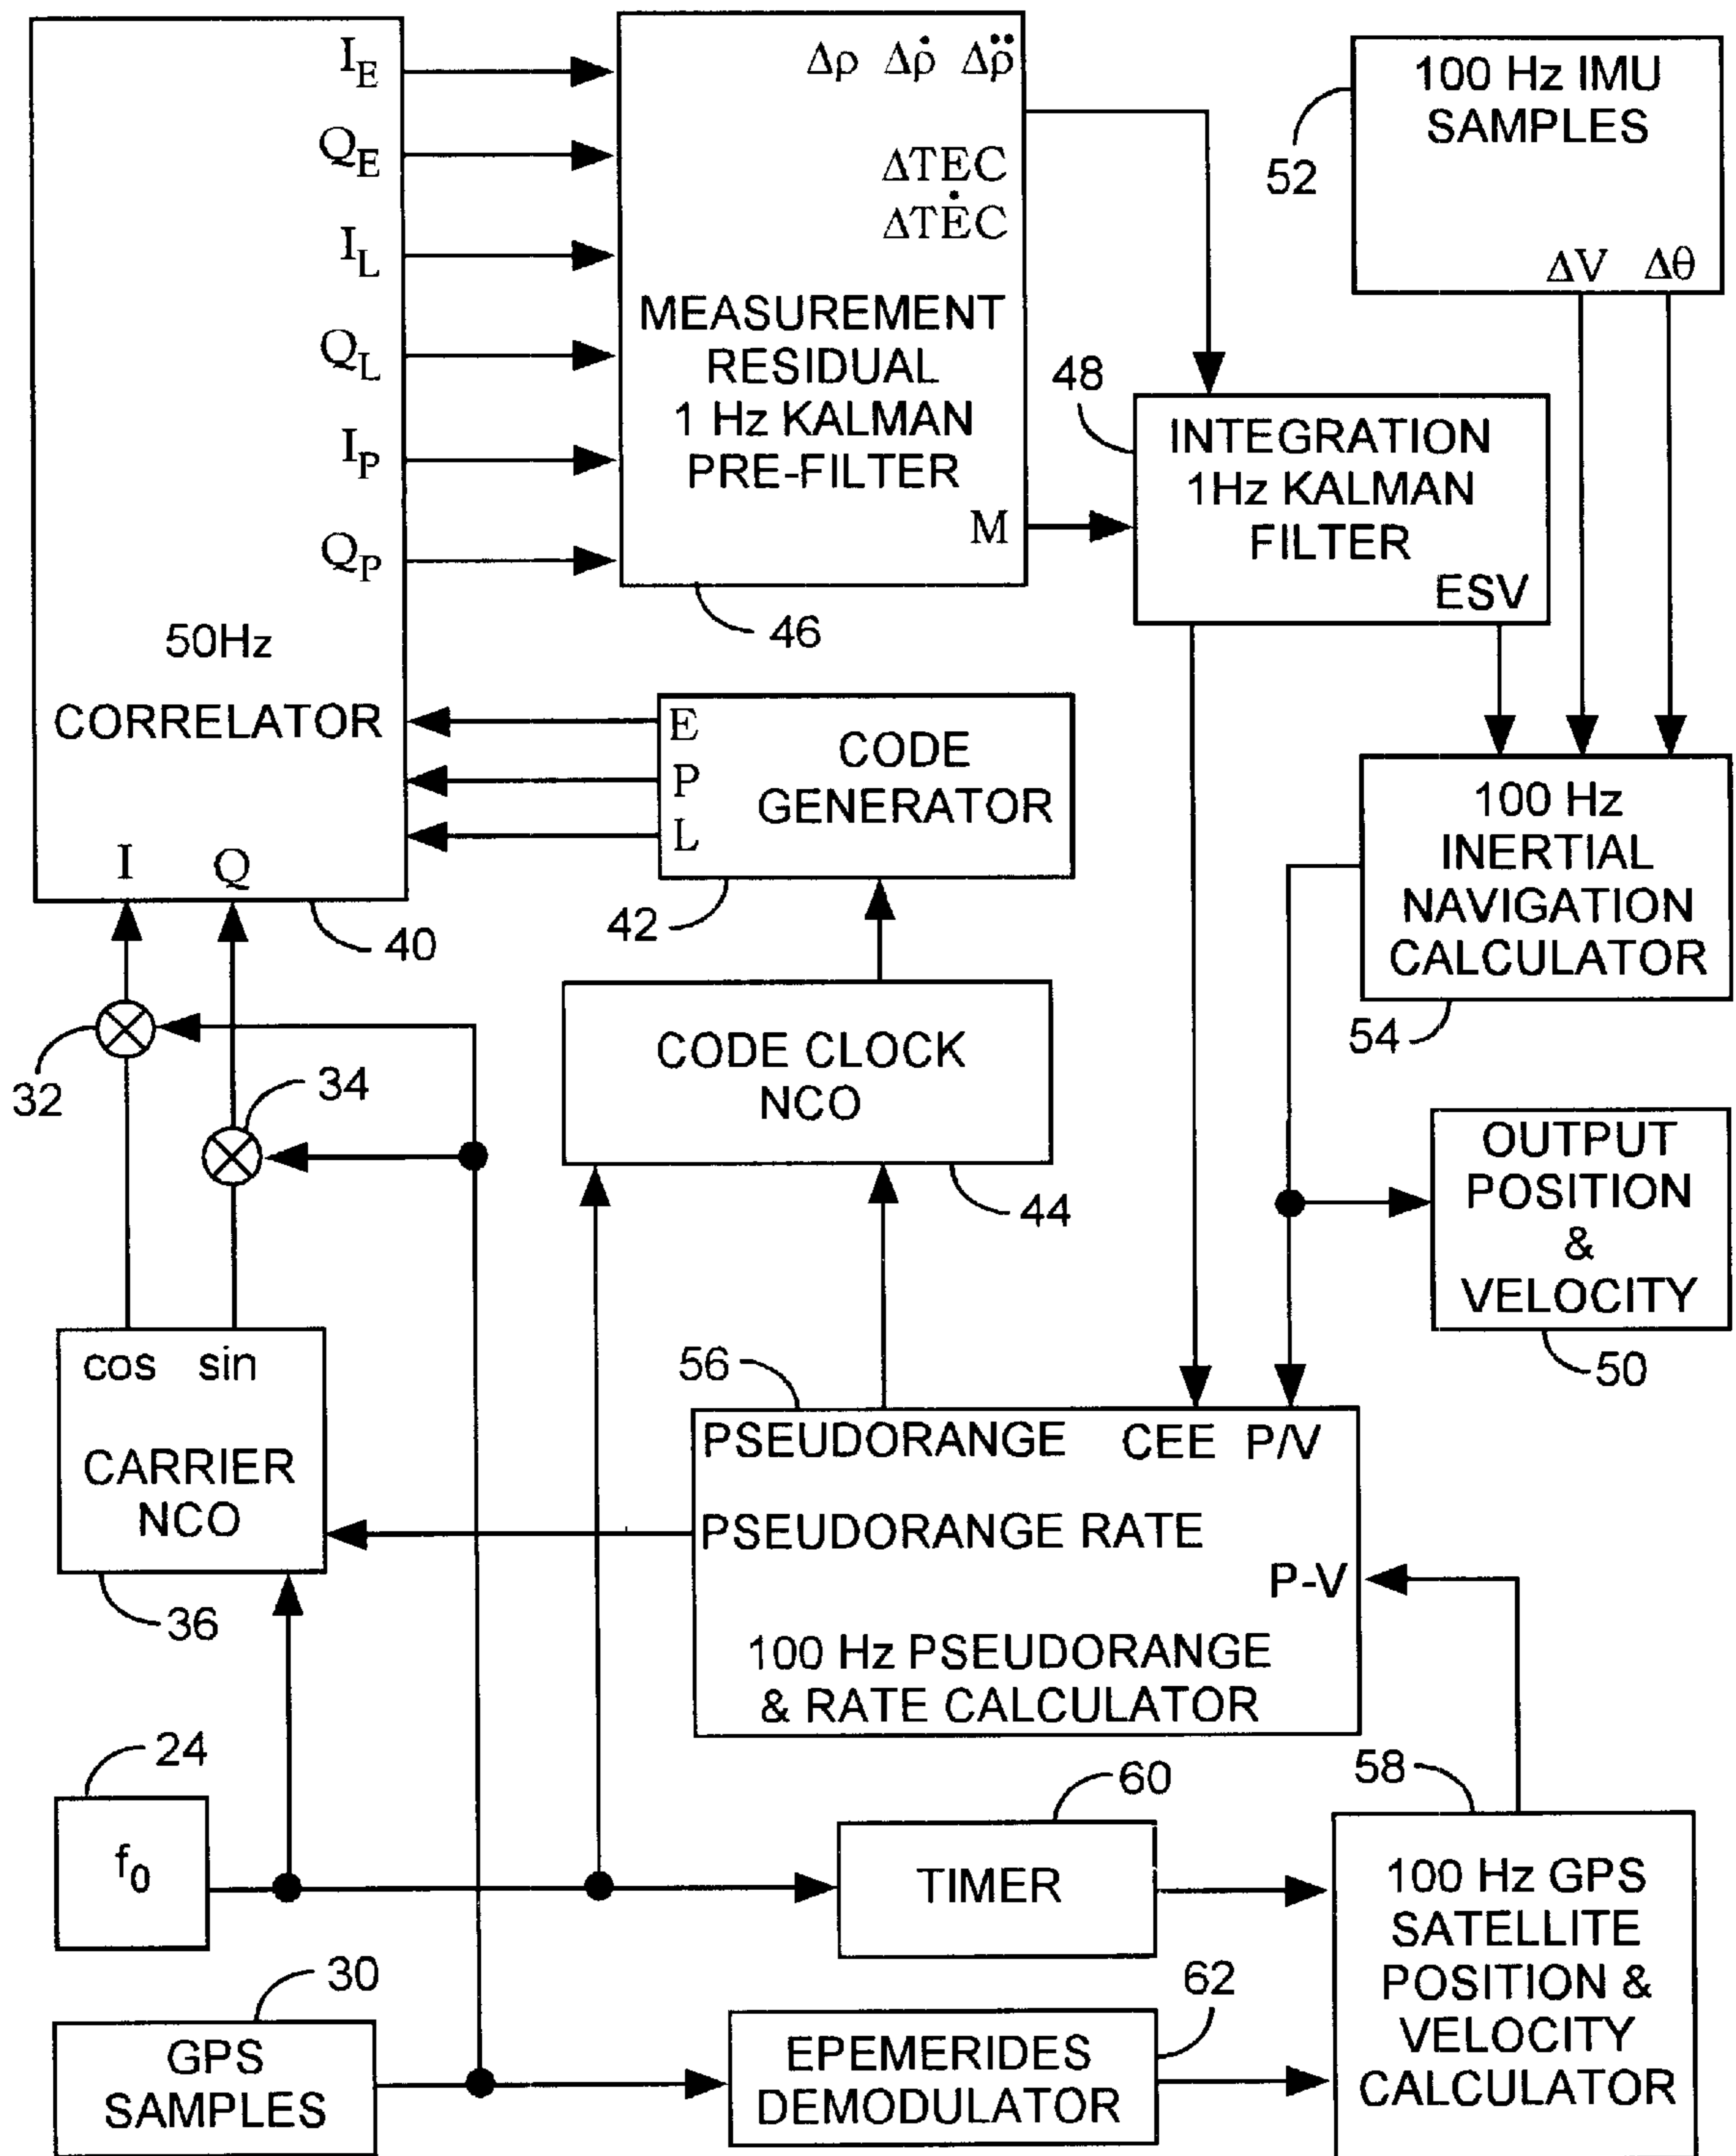 I_E
Q_E
I_L
Q_L
I_P
Q_P
50Hz
CORRELATOR
I Q
40
Δρ Δρ̇ Δρ̈
ΔTEC
ΔTĖC
MEASUREMENT
RESIDUAL
1 Hz KALMAN
PRE-FILTER
M
46
100 Hz IMU
SAMPLES
ΔV Δθ
52
48
INTEGRATION
1Hz KALMAN
FILTER
ESV
E
P
L
CODE
GENERATOR
42
100 Hz
INERTIAL
NAVIGATION
CALCULATOR
54
32
34
CODE CLOCK
NCO
44
OUTPUT
POSITION
&
VELOCITY
50
cos sin
CARRIER
NCO
36
56
PSEUDORANGE CEE P/V
PSEUDORANGE RATE
P-V
100 Hz PSEUDORANGE
& RATE CALCULATOR
24
f_0
60
TIMER
58
100 Hz GPS
SATELLITE
POSITION &
VELOCITY
CALCULATOR
30
GPS
SAMPLES
62
EPEMERIDES
DEMODULATOR